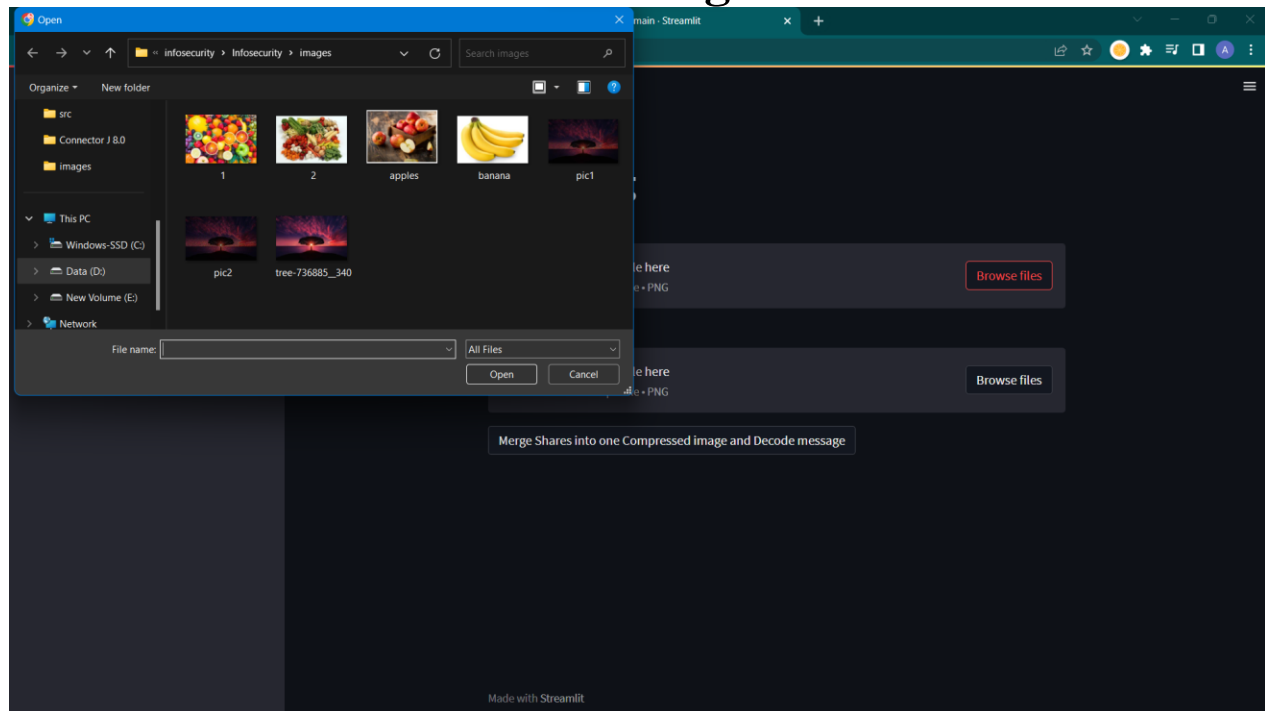 Open
main · Streamlit
« infosecurity › Infosecurity › images
Search images
Organize
New folder
src
Connector J 8.0
images
1
2
apples
banana
pic1
This PC
Windows-SSD (C:)
Data (D:)
New Volume (E:)
Network
pic2
tree-736885__340
File name:
All Files
Open
Cancel
A
le here
e • PNG
Browse files
le here
e • PNG
Browse files
Merge Shares into one Compressed image and Decode message
Made with Streamlit